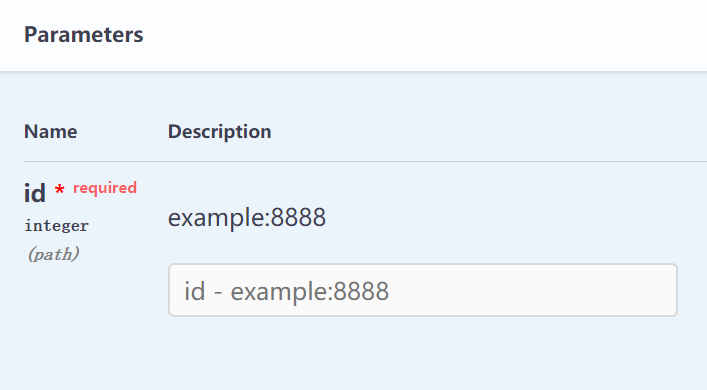 Parameters
Name Description
id * required
integer
(path)
example:8888
id - example:8888